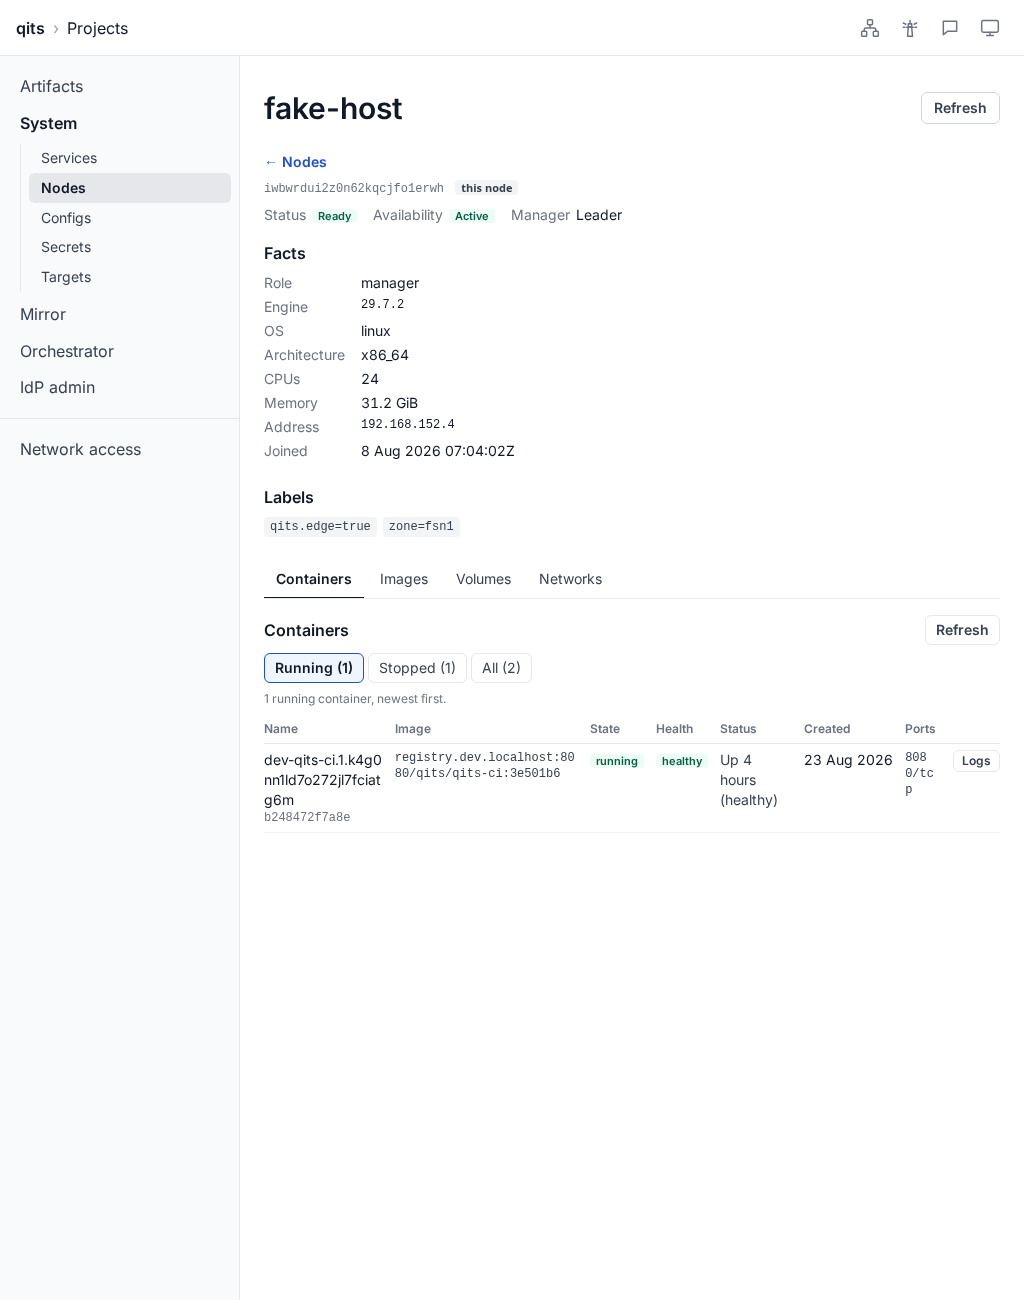 qits › Projects
Artifacts
System
Services
Nodes
Configs
Secrets
Targets
Mirror
Orchestrator
IdP admin
Network access
fake-host
Refresh
← Nodes
iwbwrdui2z0n62kqcjfo1erwh this node
Status Ready Availability Active Manager Leader
Facts
Role manager
Engine 29.7.2
OS linux
Architecture x86_64
CPUs 24
Memory 31.2 GiB
Address 192.168.152.4
Joined 8 Aug 2026 07:04:02Z
Labels
qits.edge=true zone=fsn1
Containers Images Volumes Networks
Containers
Refresh
Running (1) Stopped (1) All (2)
1 running container, newest first.
Name Image State Health Status Created Ports
dev-qits-ci.1.k4g0
nn1ld7o272jl7fciat
g6m
b248472f7a8e
registry.dev.localhost:80
80/qits/qits-ci:3e501b6
running
healthy
Up 4
hours
(healthy)
23 Aug 2026
808
0/tc
p
Logs